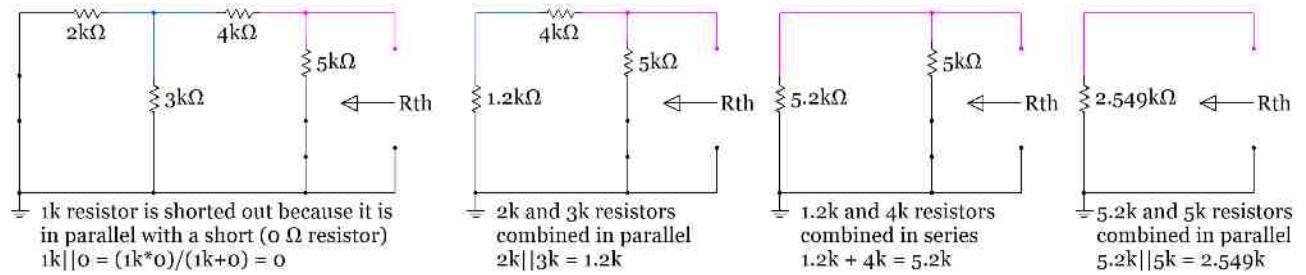 2kΩ
4kΩ
5kΩ
3kΩ
Rth
1k resistor is shorted out because it is
in parallel with a short (0 Ω resistor)
1k||0 = (1k*0)/(1k+0) = 0
4kΩ
5kΩ
1.2kΩ
Rth
2k and 3k resistors
combined in parallel
2k||3k = 1.2k
5kΩ
5.2kΩ
Rth
1.2k and 4k resistors
combined in series
1.2k + 4k = 5.2k
2.549kΩ
Rth
5.2k and 5k resistors
combined in parallel
5.2k||5k = 2.549k